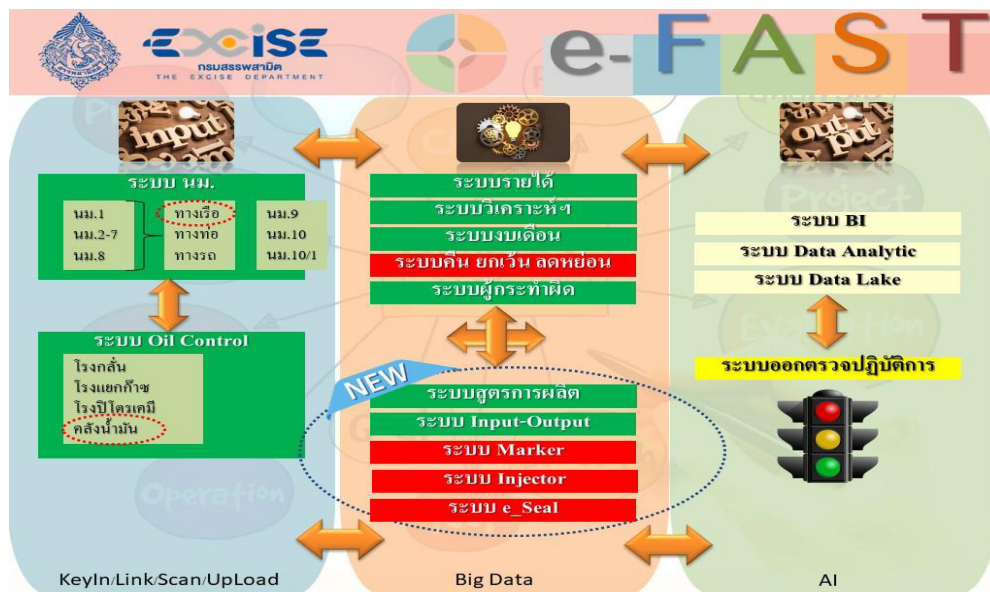 EXCISE
กรมสรรพสามิต
THE EXCISE DEPARTMENT
e-FAST
input
ระบบ นม.
นม.1
นม.2-7
นม.8
ทางเรือ
ทางท่อ
ทางรถ
นม.9
นม.10
นม.10/1
ระบบ Oil Control
โรงกลั่น
โรงแยกก๊าซ
โรงปิโตรเคมี
คลังน้ำมัน
KeyIn/Link/Scan/UpLoad
ระบบรายได้
ระบบวิเคราะห์ฯ
ระบบงบเดือน
ระบบคืน ยกเว้น ลดหย่อน
ระบบผู้กระทำผิด
NEW
ระบบสูตรการผลิต
ระบบ Input-Output
ระบบ Marker
ระบบ Injector
ระบบ e_Seal
Big Data
out
put
ระบบ BI
ระบบ Data Analytic
ระบบ Data Lake
ระบบออกตรวจปฏิบัติการ
AI
Project
Evaluation
Operation